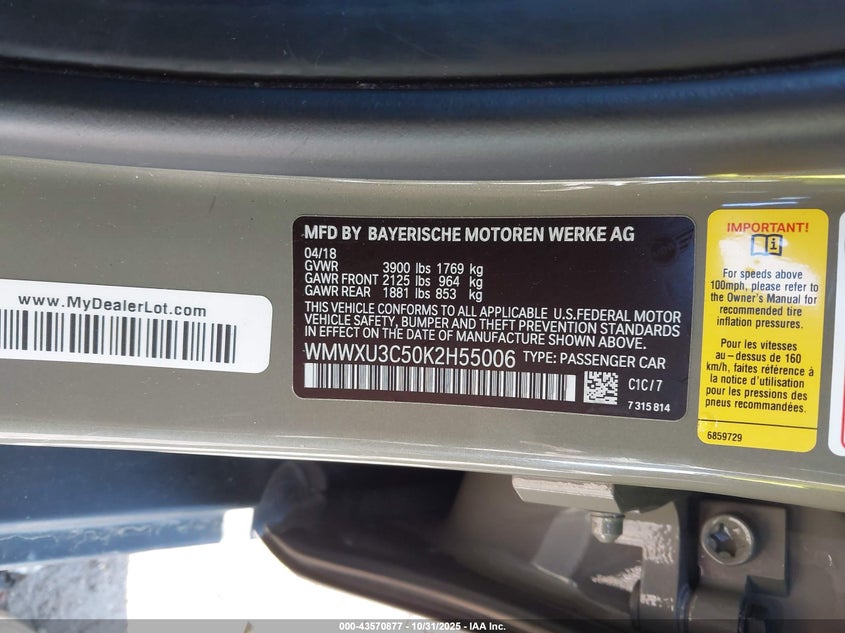 MFD BY BAYERISCHE MOTOREN WERKE AG
04/18
GVWR 3900 lbs 1769 kg
GAWR FRONT 2125 lbs 964 kg
GAWR REAR 1881 lbs 853 kg
THIS VEHICLE CONFORMS TO ALL APPLICABLE U.S.FEDERAL MOTOR
VEHICLE SAFETY, BUMPER AND THEFT PREVENTION STANDARDS
IN EFFECT ON THE DATE OF MANUFACTURE SHOWN ABOVE.
WMWXU3C50K2H55006 TYPE: PASSENGER CAR
C1C/7
7 315 814
www.MyDealerLot.com
IMPORTANT!
For speeds above
100mph, please refer to
the Owner's Manual for
recommended tire
inflation pressures.
Pour les vitesses
au-dessus de 160
km/h, faites référence à
la notice d'utilisation
pour les pressions des
pneus recommandées.
6859729
000-43570877 - 10/31/2025 - IAA Inc.